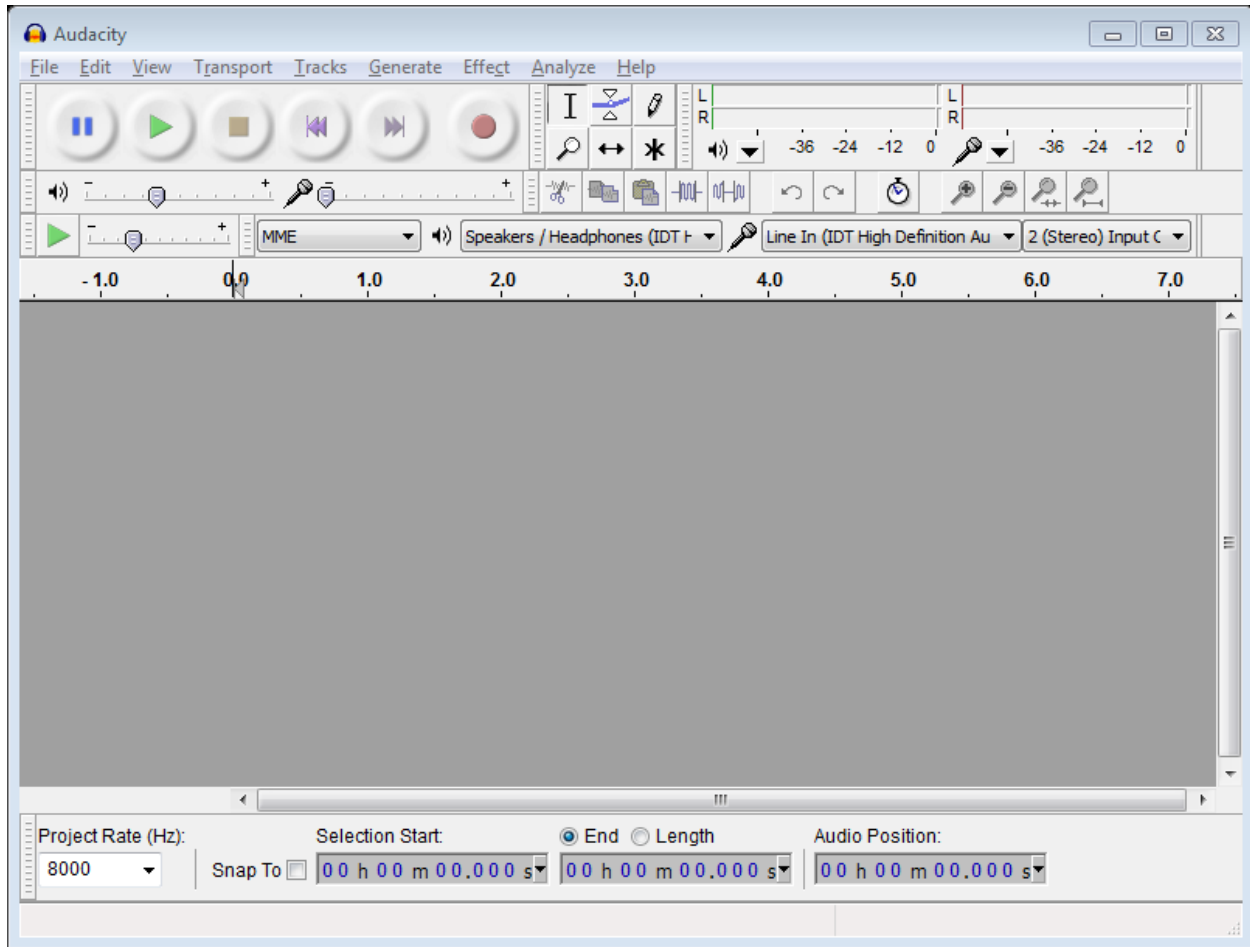 Audacity
File Edit View Transport Tracks Generate Effect Analyze Help
L L
R R
-36 -24 -12 0 -36 -24 -12 0
- + - +
- + MME Speakers / Headphones (IDT H Line In (IDT High Definition Au 2 (Stereo) Input C
- 1.0 0.0 1.0 2.0 3.0 4.0 5.0 6.0 7.0
Project Rate (Hz): Selection Start: End Length Audio Position:
8000 Snap To 00 h 00 m 00.000 s 00 h 00 m 00.000 s 00 h 00 m 00.000 s